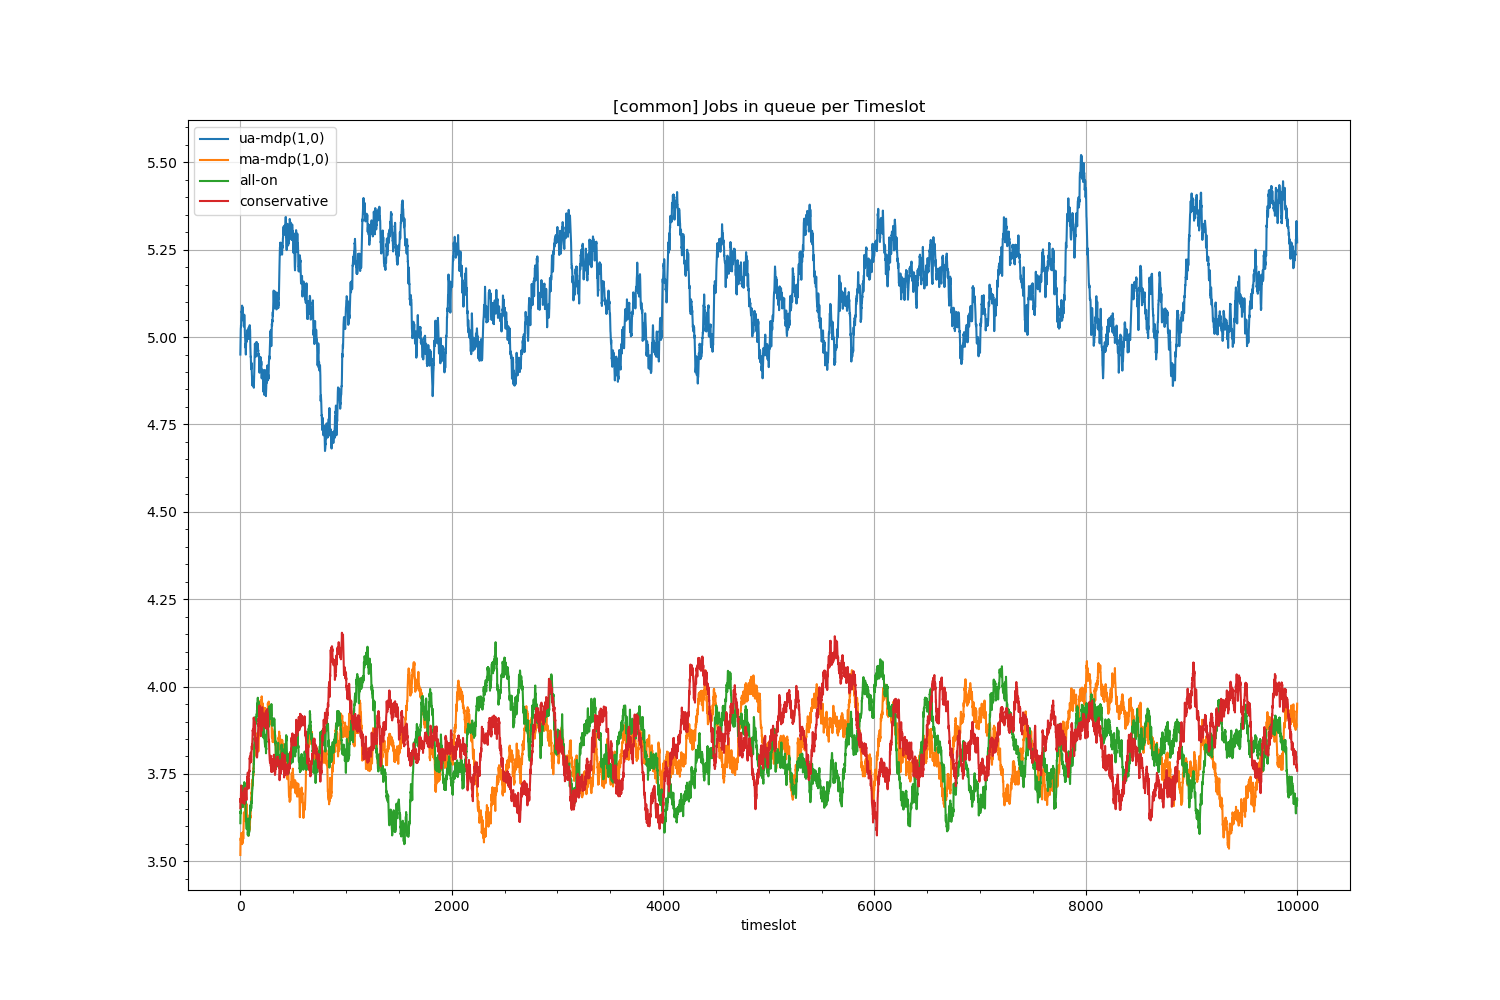 [common] Jobs in queue per Timeslot
ua-mdp(1,0)
ma-mdp(1,0)
all-on
conservative
5.50
5.25
5.00
4.75
4.50
4.25
4.00
3.75
3.50
0 2000 4000 6000 8000 10000
timeslot